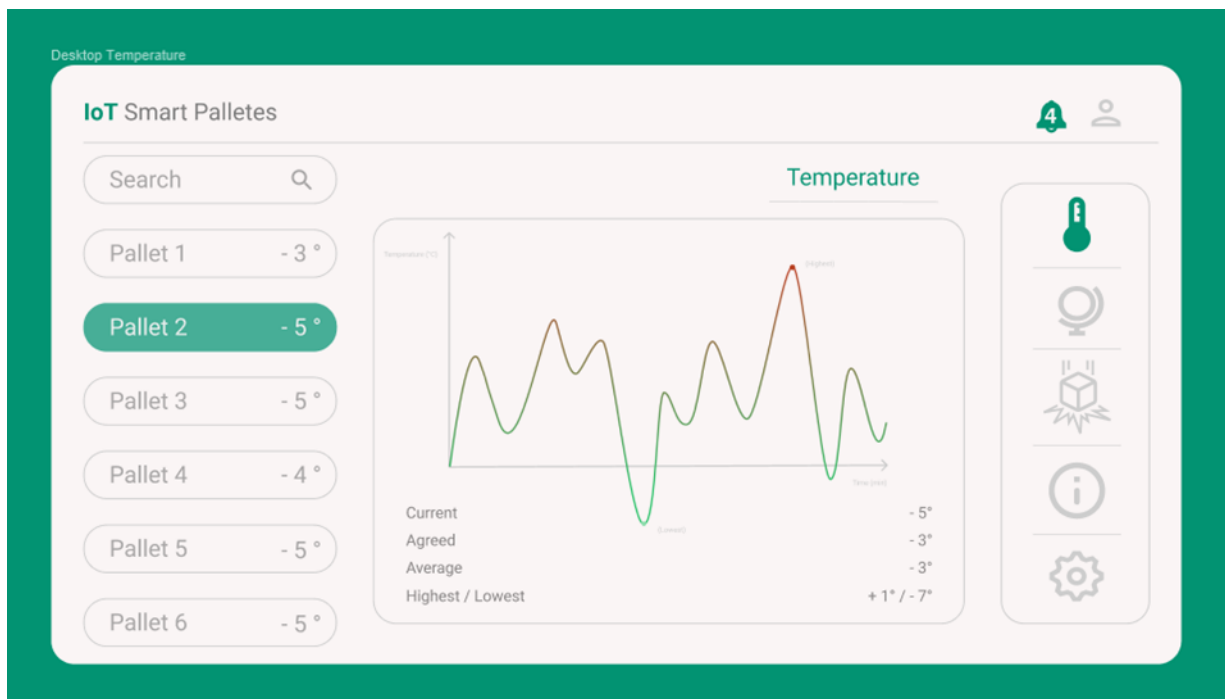 Desktop Temperature
IoT Smart Palletes
4
Search
Temperature
Pallet 1 - 3 °
Pallet 2 - 5 °
Pallet 3 - 5 °
Pallet 4 - 4 °
Pallet 5 - 5 °
Pallet 6 - 5 °
Temperature (°C)
(Highest)
Time (min)
(Lowest)
Current - 5°
Agreed - 3°
Average - 3°
Highest / Lowest + 1° / - 7°